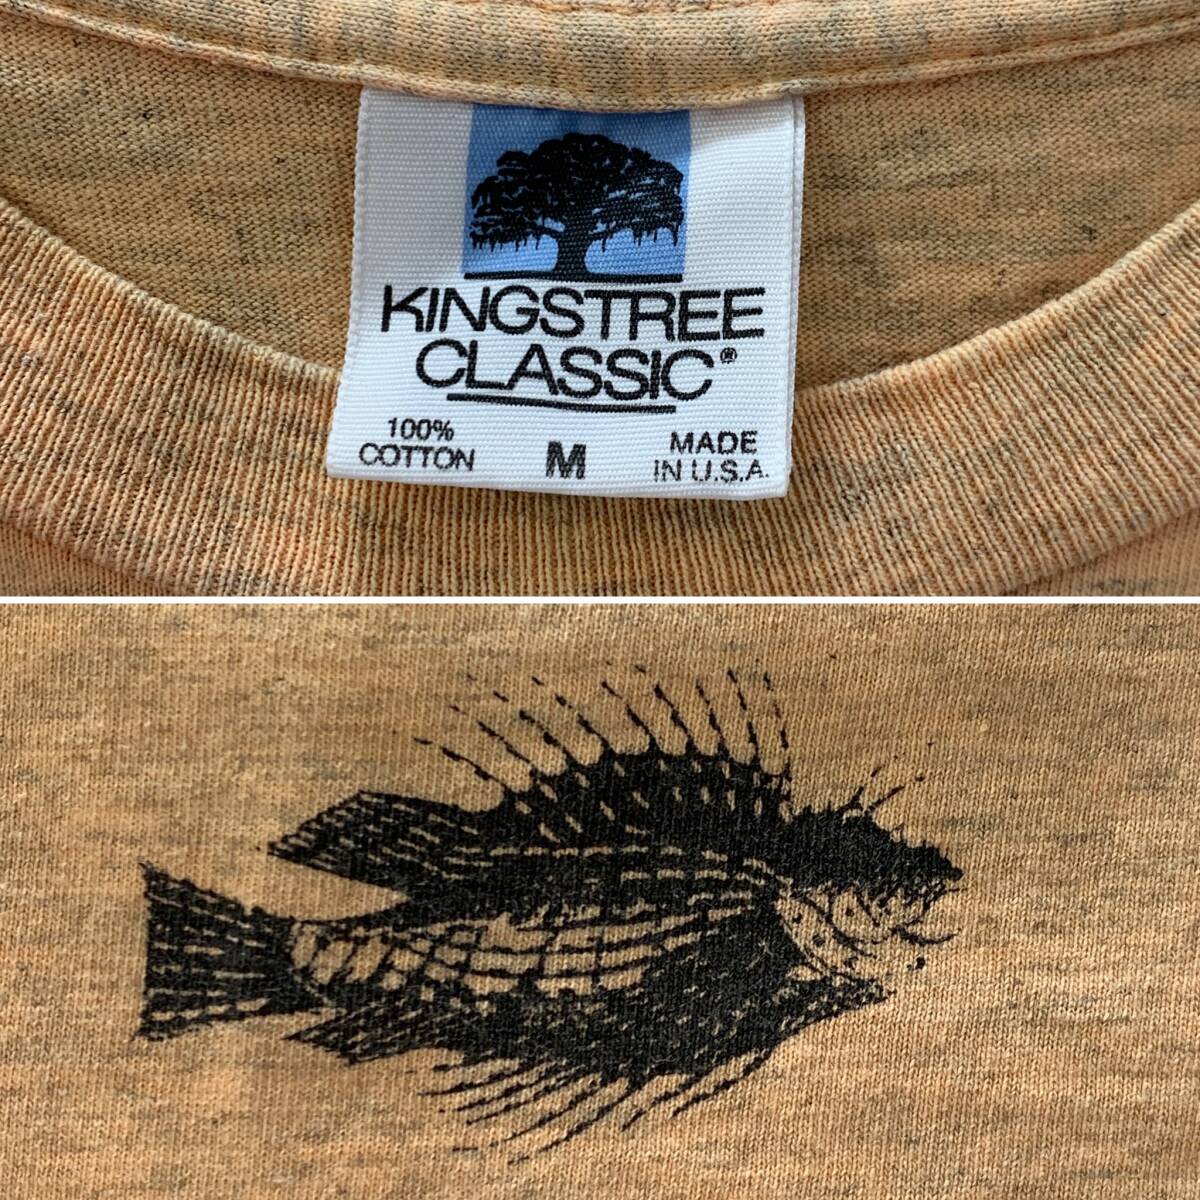 KINGSTREE
CLASSIC®
100%
COTTON
M
MADE
IN U.S.A.